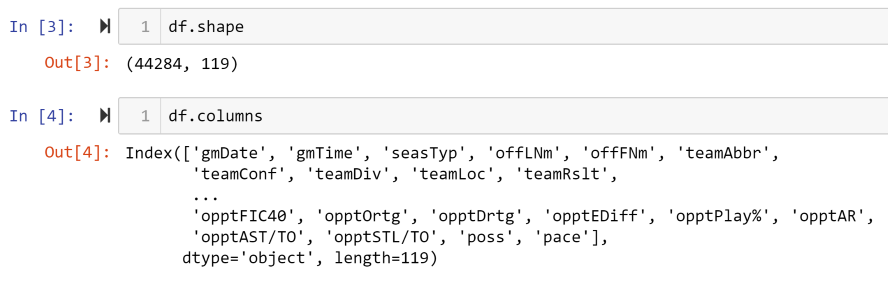 In [3]: 1 df.shape
Out[3]: (44284, 119)
In [4]: 1 df.columns
Out[4]: Index(['gmDate', 'gmTime', 'seasTyp', 'offLNm', 'offFNm', 'teamAbbr',
'teamConf', 'teamDiv', 'teamLoc', 'teamRslt',
...
'opptFIC40', 'opptOrtg', 'opptDrtg', 'opptEDiff', 'opptPlay%', 'opptAR',
'opptAST/TO', 'opptSTL/TO', 'poss', 'pace'],
dtype='object', length=119)